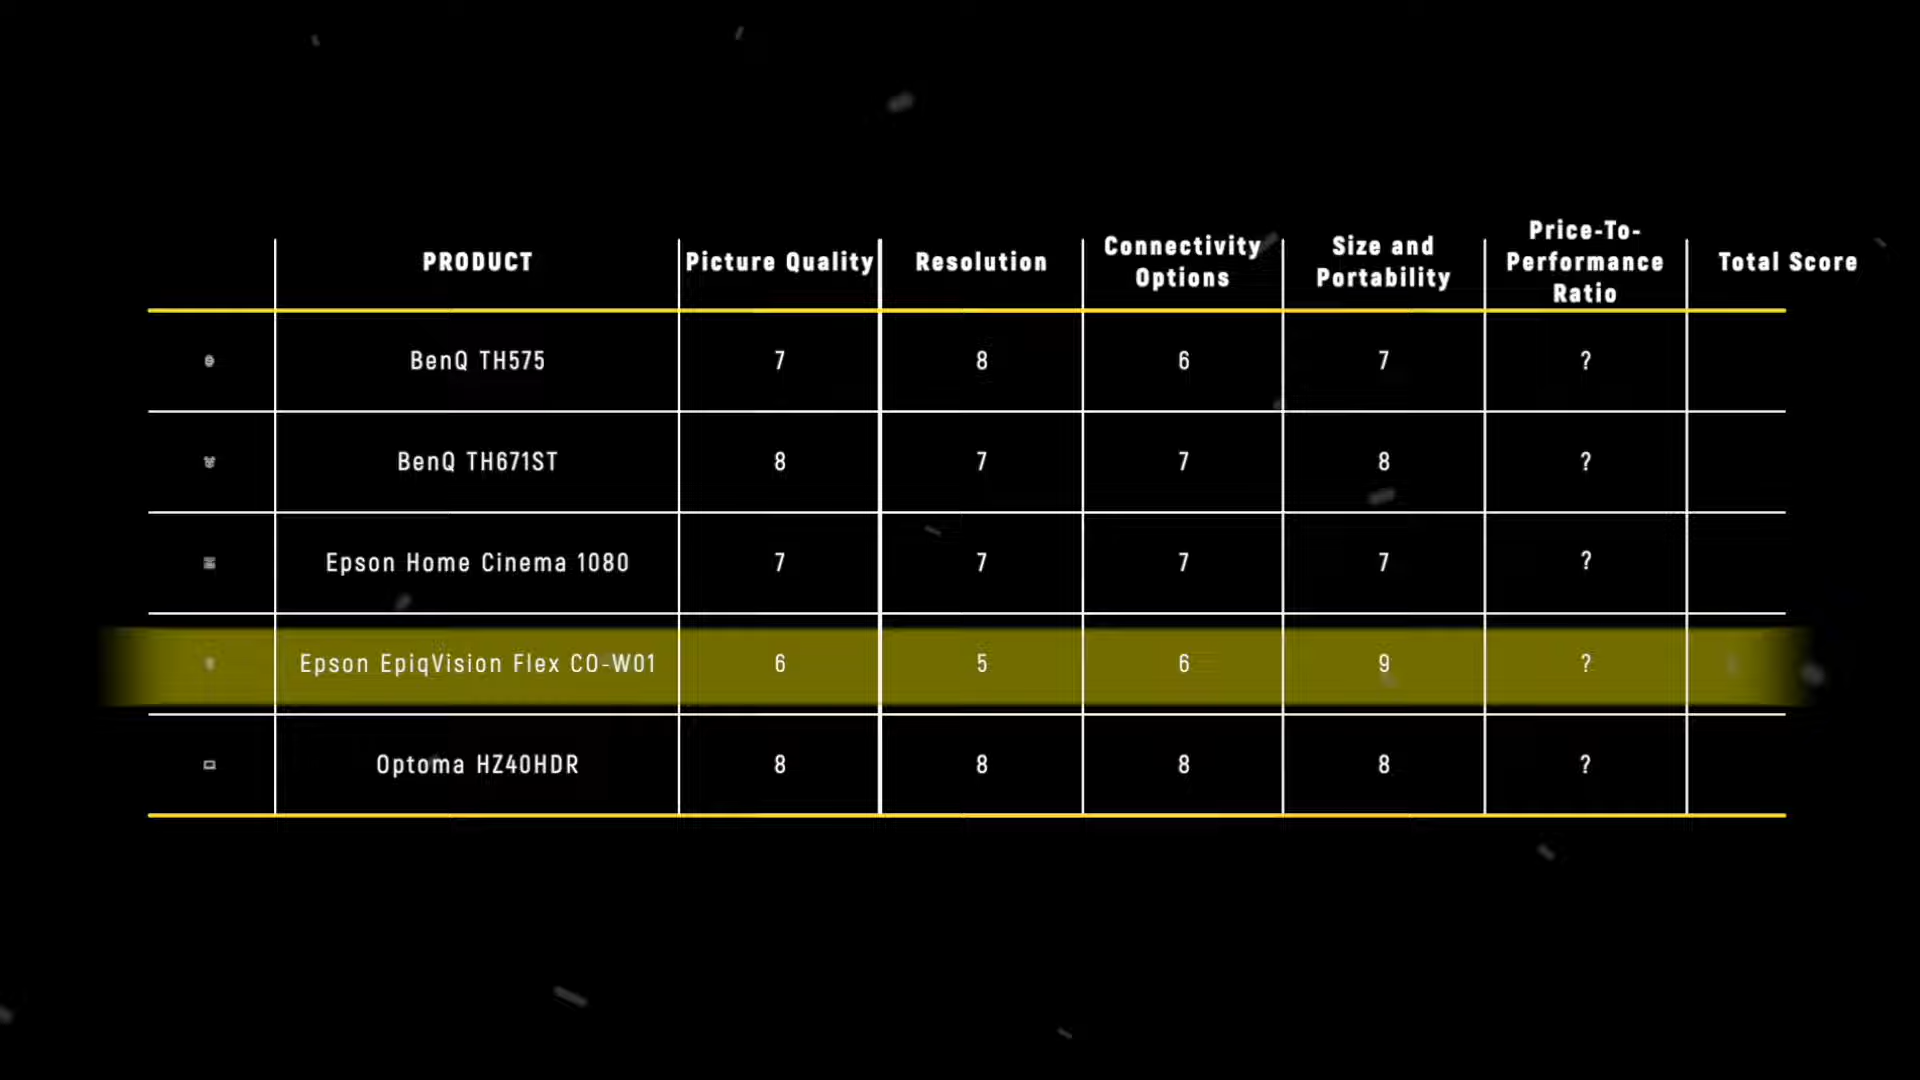 PRODUCT
Picture Quality
Resolution
Connectivity
Options
Size and
Portability
Price-To-
Performance
Ratio
Total Score
BenQ TH575 7 8 6 7 ?
BenQ TH671ST 8 7 7 8 ?
Epson Home Cinema 1080 7 7 7 7 ?
Epson EpiqVision Flex CO-W01 6 5 6 9 ?
Optoma HZ40HDR 8 8 8 8 ?